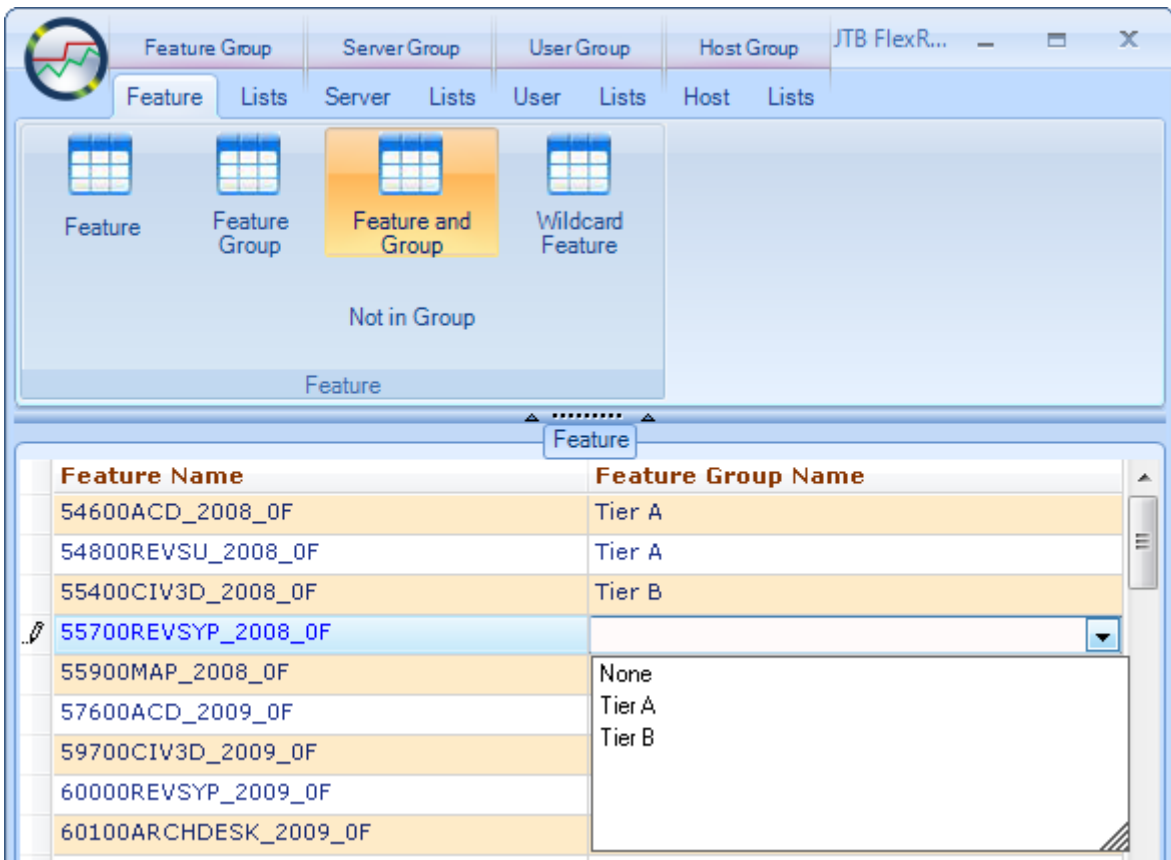 Feature Group Server Group User Group Host Group JTB FlexR...
Feature Lists Server Lists User Lists Host Lists
Feature
Feature
Group
Feature and
Group
Wildcard
Feature
Not in Group
Feature
Feature
Feature Name Feature Group Name
54600ACD_2008_0F Tier A
54800REVSU_2008_0F Tier A
55400CIV3D_2008_0F Tier B
55700REVSYP_2008_0F
55900MAP_2008_0F None
57600ACD_2009_0F Tier A
59700CIV3D_2009_0F Tier B
60000REVSYP_2009_0F
60100ARCHDESK_2009_0F